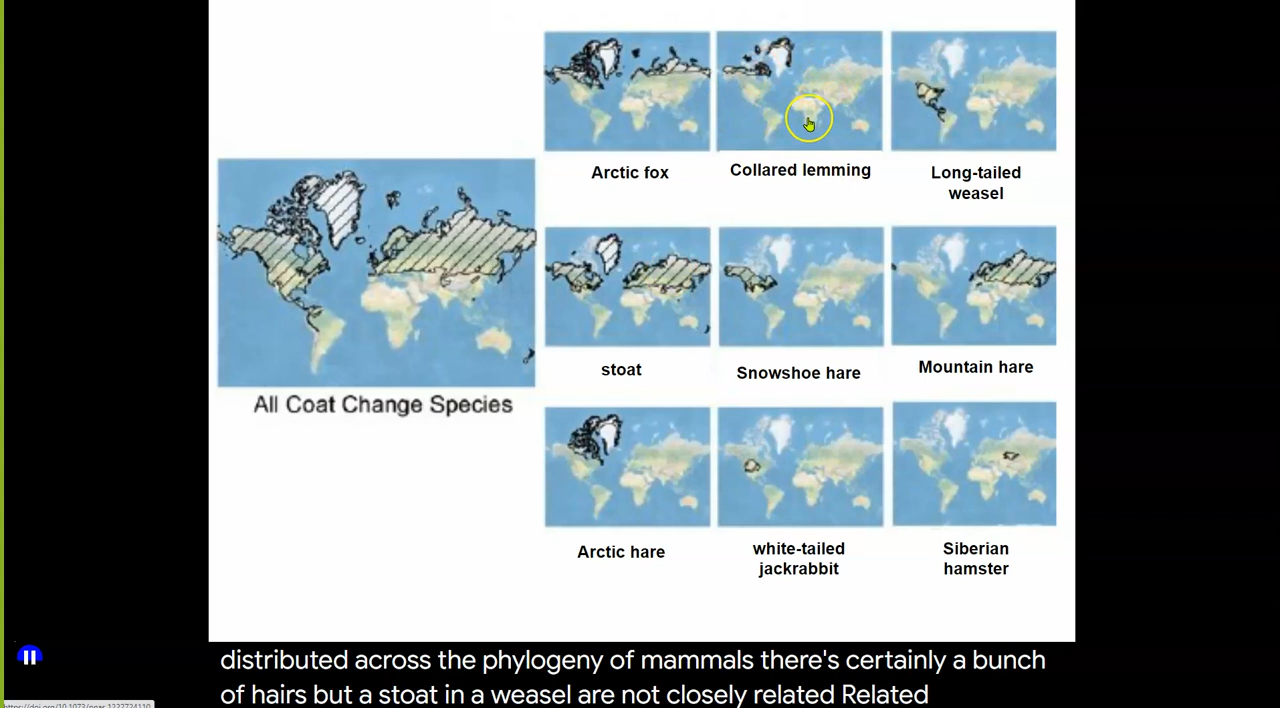 Arctic fox
Collared lemming
Long-tailed
weasel
stoat
Snowshoe hare
Mountain hare
All Coat Change Species
Arctic hare
white-tailed
jackrabbit
Siberian
hamster
distributed across the phylogeny of mammals there's certainly a bunch
of hairs but a stoat in a weasel are not closely related Related